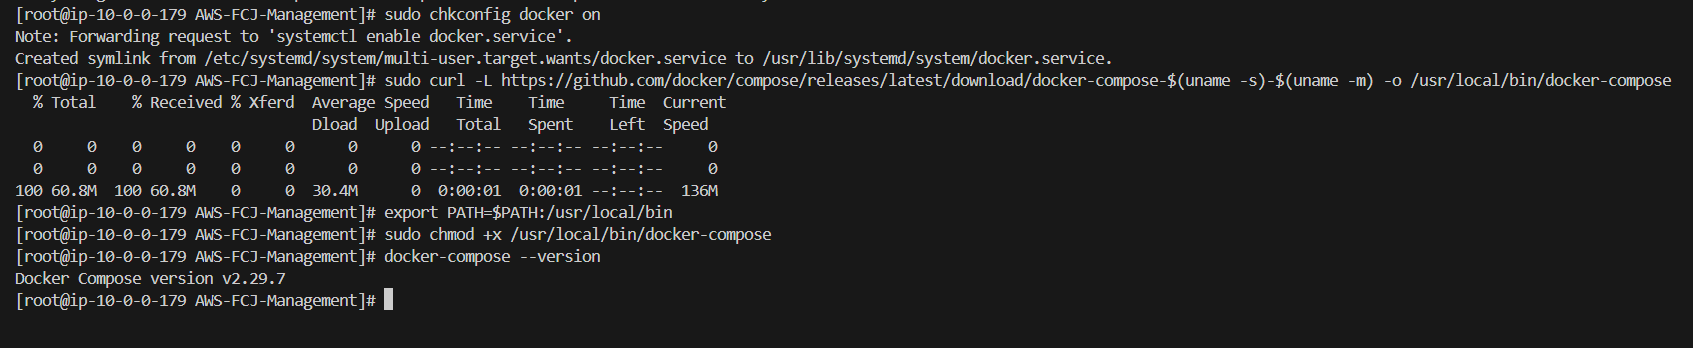 [root@ip-10-0-0-179 AWS-FCJ-Management]# sudo chkconfig docker on
Note: Forwarding request to 'systemctl enable docker.service'.
Created symlink from /etc/systemd/system/multi-user.target.wants/docker.service to /usr/lib/systemd/system/docker.service.
[root@ip-10-0-0-179 AWS-FCJ-Management]# sudo curl -L https://github.com/docker/compose/releases/latest/download/docker-compose-$(uname -s)-$(uname -m) -o /usr/local/bin/docker-compose
  % Total    % Received % Xferd  Average Speed   Time    Time     Time  Current
                                 Dload  Upload   Total   Spent    Left  Speed
  0     0    0     0    0     0      0      0 --:--:-- --:--:-- --:--:--     0
  0     0    0     0    0     0      0      0 --:--:-- --:--:-- --:--:--     0
100 60.8M  100 60.8M    0     0  30.4M      0  0:00:01  0:00:01 --:--:--  136M
[root@ip-10-0-0-179 AWS-FCJ-Management]# export PATH=$PATH:/usr/local/bin
[root@ip-10-0-0-179 AWS-FCJ-Management]# sudo chmod +x /usr/local/bin/docker-compose
[root@ip-10-0-0-179 AWS-FCJ-Management]# docker-compose --version
Docker Compose version v2.29.7
[root@ip-10-0-0-179 AWS-FCJ-Management]#